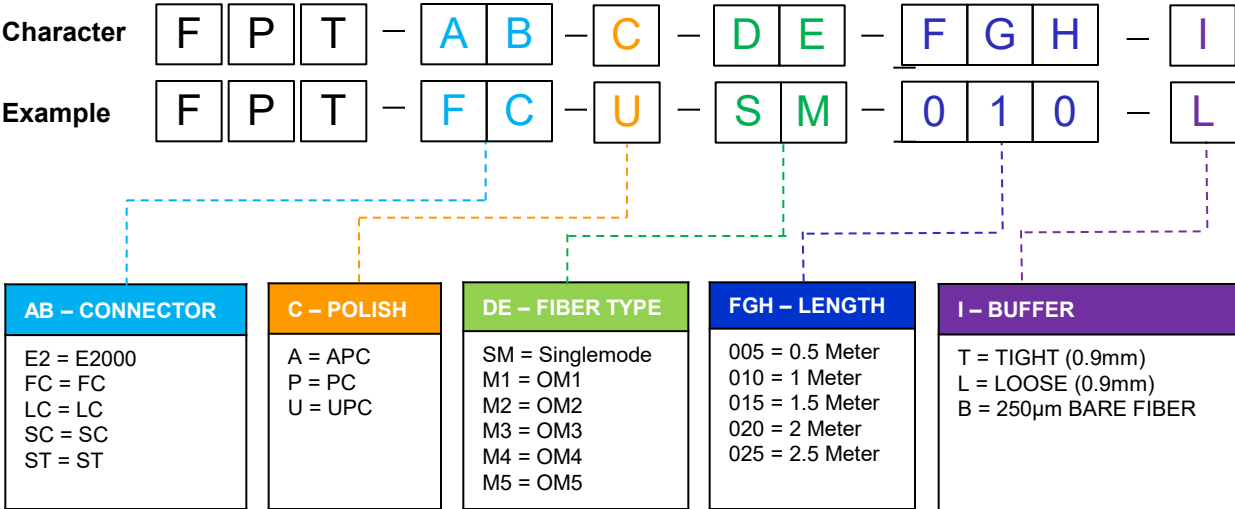 Character F P T – A B – C – D E – F G H – I
Example F P T – F C – U – S M – 0 1 0 – L
AB – CONNECTOR
E2 = E2000
FC = FC
LC = LC
SC = SC
ST = ST
C – POLISH
A = APC
P = PC
U = UPC
DE – FIBER TYPE
SM = Singlemode
M1 = OM1
M2 = OM2
M3 = OM3
M4 = OM4
M5 = OM5
FGH – LENGTH
005 = 0.5 Meter
010 = 1 Meter
015 = 1.5 Meter
020 = 2 Meter
025 = 2.5 Meter
I – BUFFER
T = TIGHT (0.9mm)
L = LOOSE (0.9mm)
B = 250µm BARE FIBER